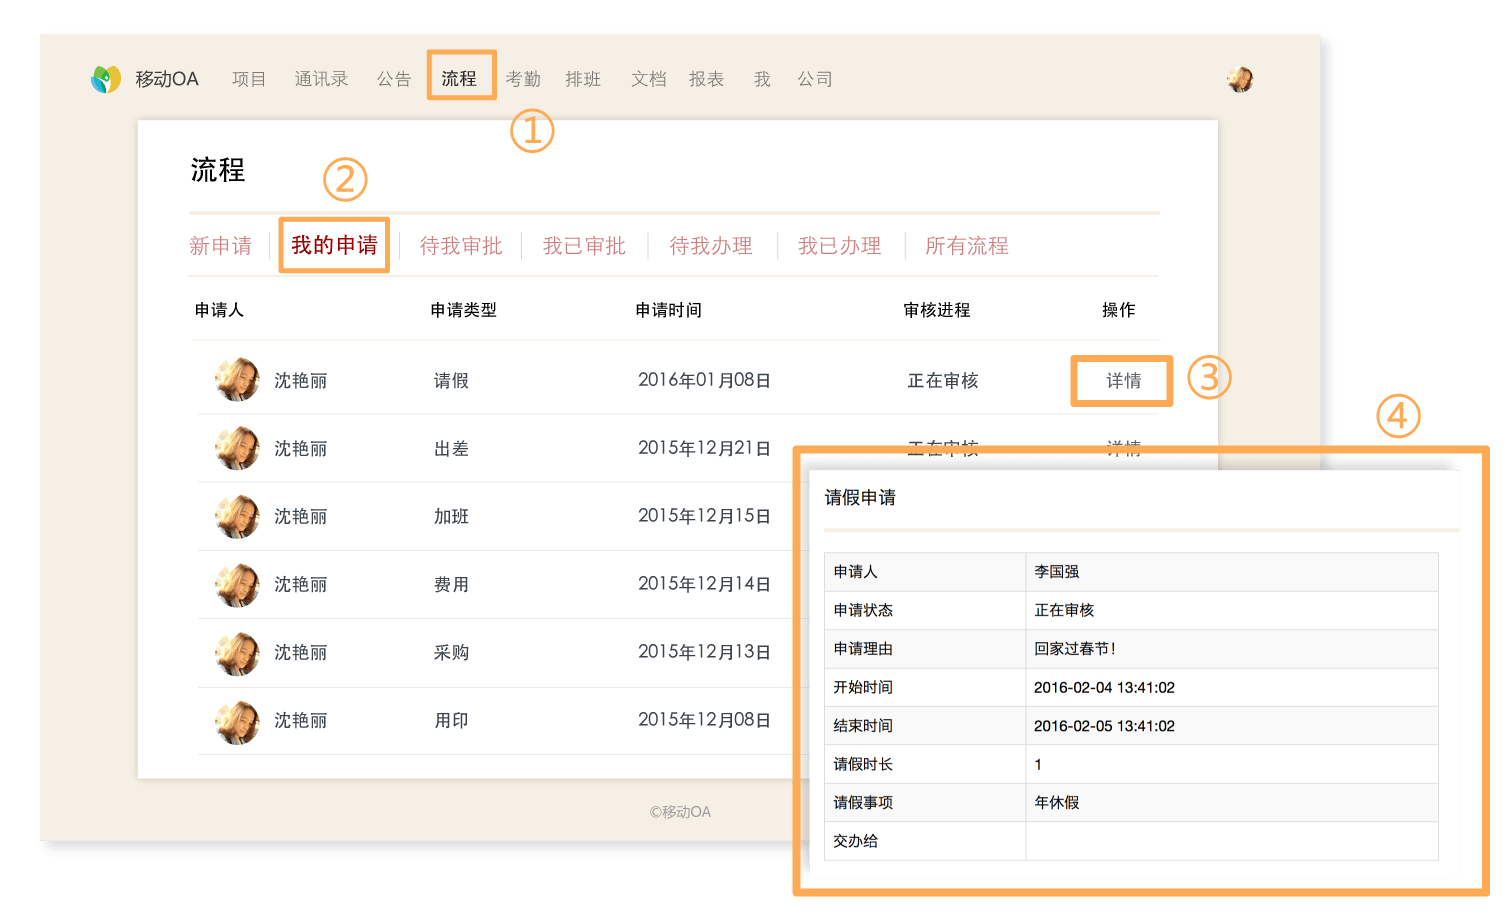 移动OA 项目 通讯录 公告 流程 考勤 排班 文档 报表 我 公司
①
流程
②
新申请 我的申请 待我审批 我已审批 待我办理 我已办理 所有流程
申请人 申请类型 申请时间 审核进程 操作
沈艳丽 请假 2016年01月08日 正在审核 详情
③
④
沈艳丽 出差 2015年12月21日 正在审核 详情
沈艳丽 加班 2015年12月15日
沈艳丽 费用 2015年12月14日
沈艳丽 采购 2015年12月13日
沈艳丽 用印 2015年12月08日
©移动OA
请假申请
申请人 李国强
申请状态 正在审核
申请理由 回家过春节！
开始时间 2016-02-04 13:41:02
结束时间 2016-02-05 13:41:02
请假时长 1
请假事项 年休假
交办给